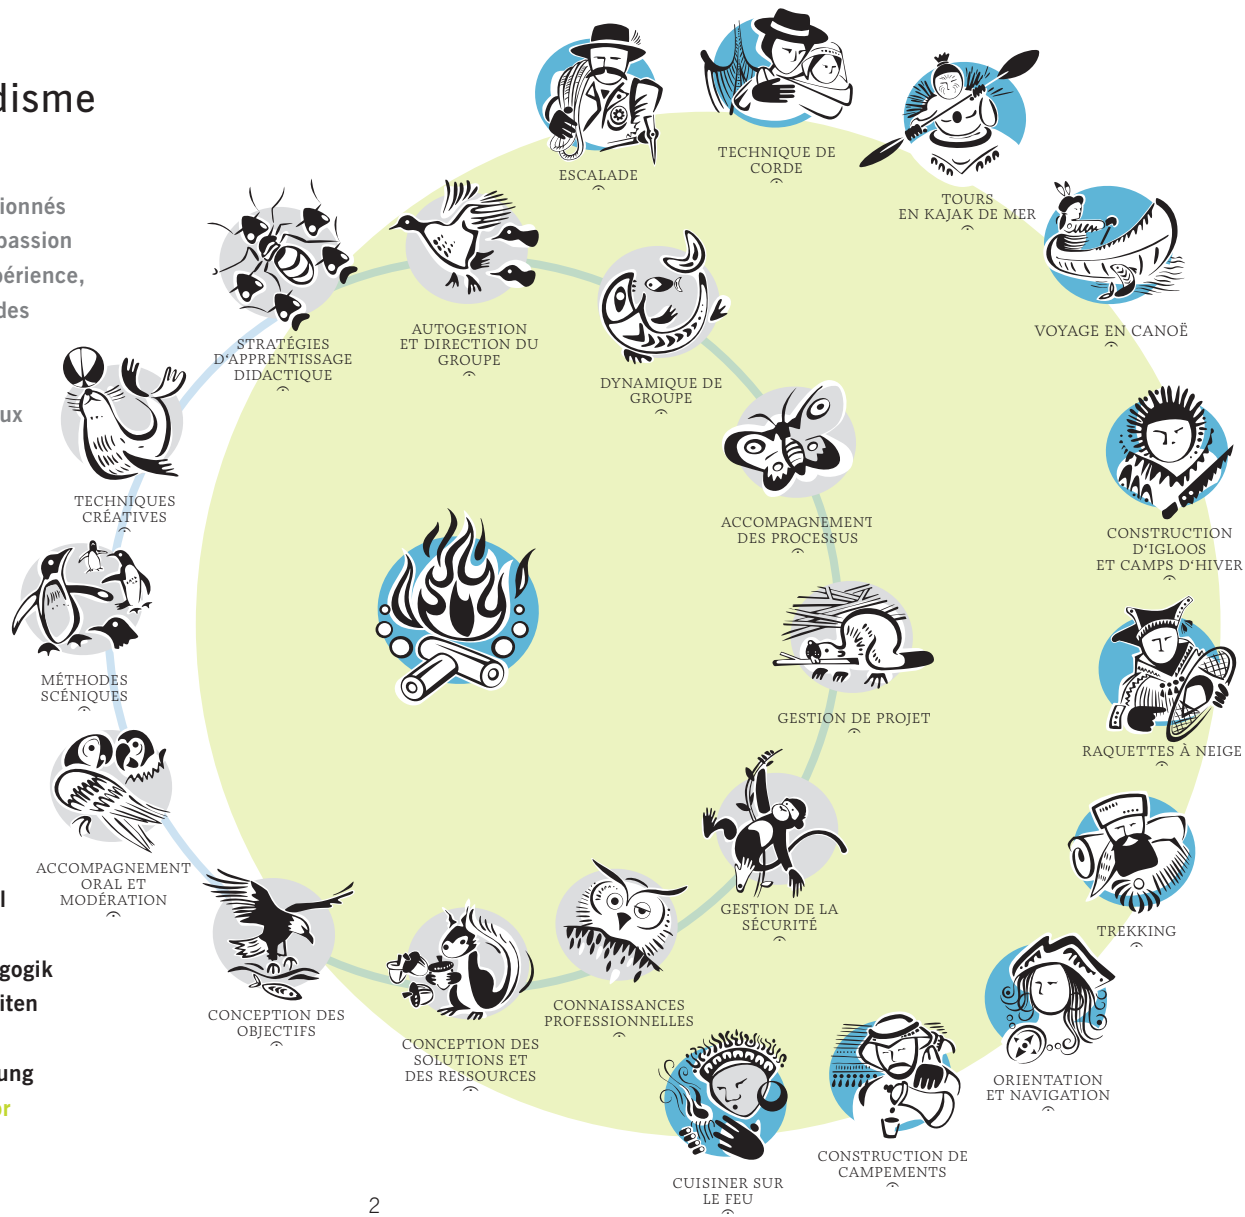 disme
ionnés
passion
périence,
des
ux
l
gogik
iten
ung
or
ESCALADE
TECHNIQUE DE
CORDE
TOURS
EN KAJAK DE MER
VOYAGE EN CANOË
CONSTRUCTION
D‘IGLOOS
ET CAMPS D‘HIVER
RAQUETTES À NEIGE
TREKKING
ORIENTATION
ET NAVIGATION
CONSTRUCTION DE
CAMPEMENTS
CUISINER SUR
LE FEU
STRATÉGIES
D‘APPRENTISSAGE
DIDACTIQUE
AUTOGESTION
ET DIRECTION DU
GROUPE
DYNAMIQUE DE
GROUPE
ACCOMPAGNEMENT
DES PROCESSUS
GESTION DE PROJET
GESTION DE LA
SÉCURITÉ
CONNAISSANCES
PROFESSIONNELLES
CONCEPTION DES
SOLUTIONS ET
DES RESSOURCES
CONCEPTION DES
OBJECTIFS
ACCOMPAGNEMENT
ORAL ET
MODÉRATION
MÉTHODES
SCÉNIQUES
TECHNIQUES
CRÉATIVES
2